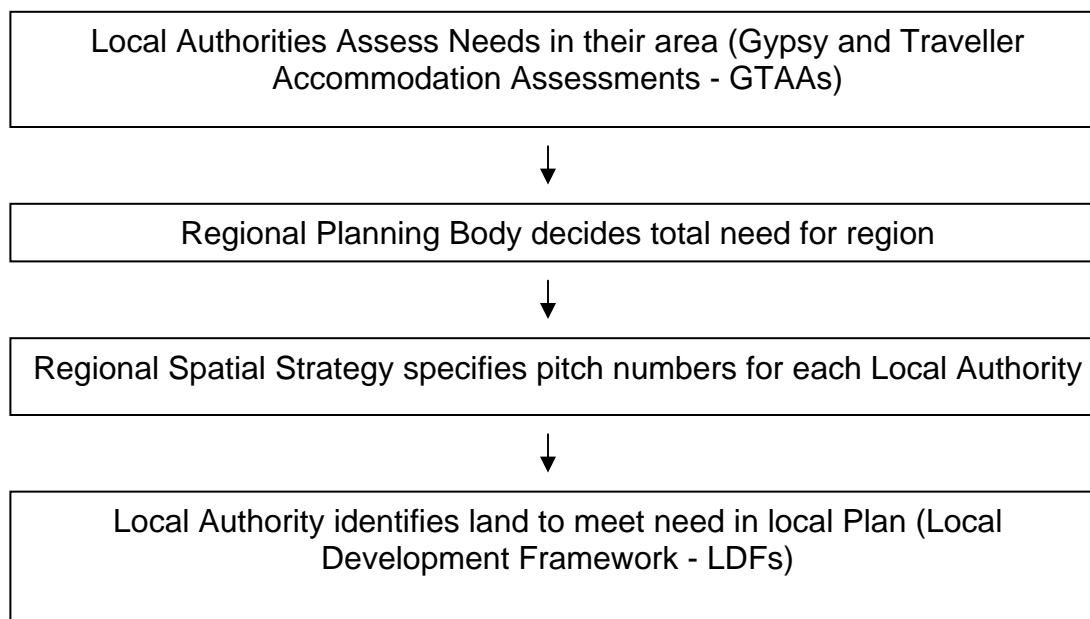 Local Authorities Assess Needs in their area (Gypsy and Traveller
Accommodation Assessments - GTAAs)
Regional Planning Body decides total need for region
Regional Spatial Strategy specifies pitch numbers for each Local Authority
Local Authority identifies land to meet need in local Plan (Local
Development Framework - LDFs)